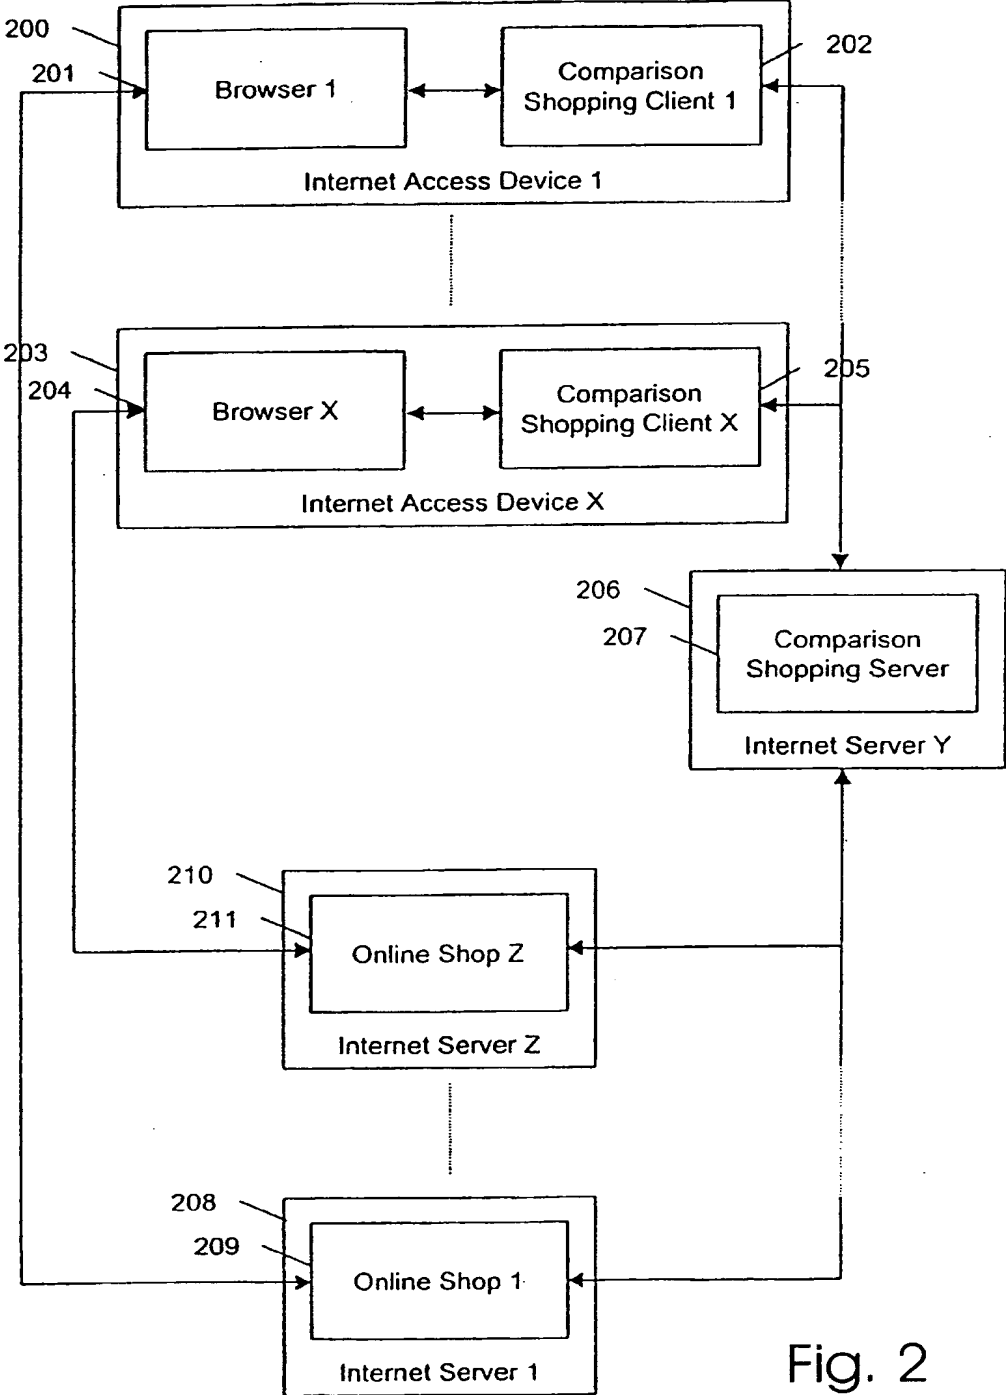 200
201
Browser 1
Comparison
Shopping Client 1
202
Internet Access Device 1
203
204
Browser X
Comparison
Shopping Client X
205
Internet Access Device X
206
207
Comparison
Shopping Server
Internet Server Y
210
211
Online Shop Z
Internet Server Z
208
209
Online Shop 1
Internet Server 1
Fig. 2